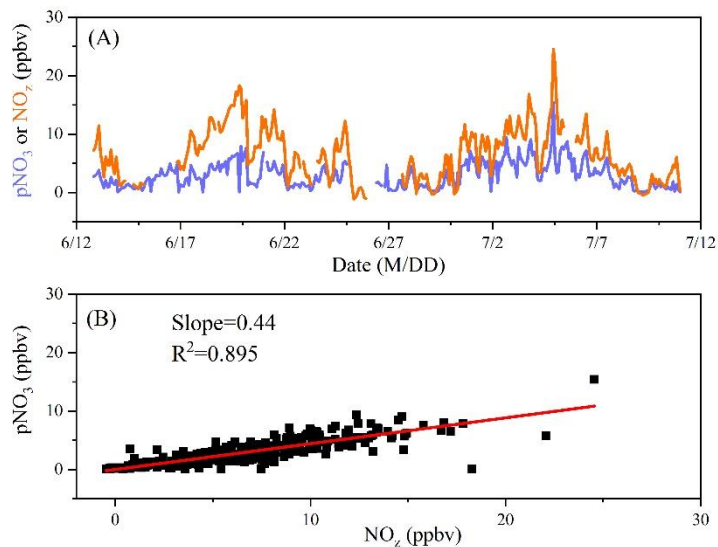 (A)
pNO₃ or NOz (ppbv)
30
20
10
0
6/12 6/17 6/22 6/27 7/2 7/7 7/12
Date (M/DD)
(B)
Slope=0.44
R²=0.895
pNO₃ (ppbv)
30
20
10
0
0 10 20 30
NOz (ppbv)